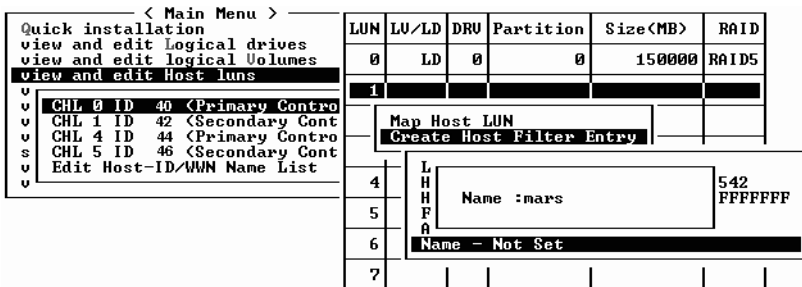 < Main Menu >
Quick installation
view and edit Logical drives
view and edit logical Volumes
view and edit Host luns
v
v CHL 0 ID 40 (Primary Contro
v CHL 1 ID 42 (Secondary Cont
v CHL 4 ID 44 (Primary Contro
s CHL 5 ID 46 (Secondary Cont
v Edit Host-ID/WWN Name List
v
LUN LV/LD DRV Partition Size(MB) RAID
0 LD 0 0 150000 RAID5
1
Map Host LUN
Create Host Filter Entry
L
4 H 542
H Name :mars FFFFFFF
5 F
A
6 Name - Not Set
7